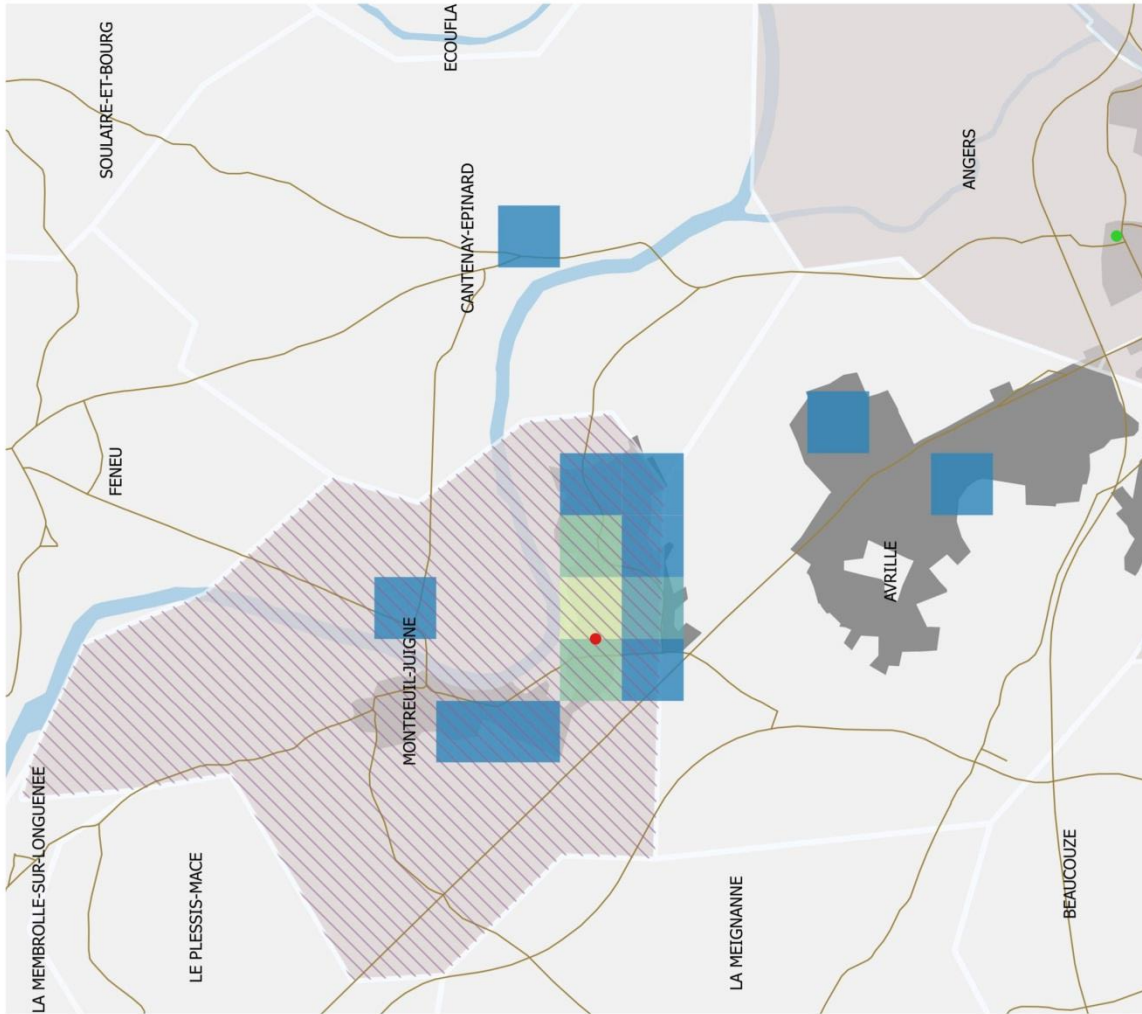 LA MEMBROLLE-SUR-LONGUENEE
SOULAIRE-ET-BOURG
FENEU
LE PLESSIS-MACE
MONTREUIL-JUIGNE
ECOUFLA
CANTENAY-EPINARD
LA MEIGNANNE
AVRILLE
ANGERS
BEAUCOUZE